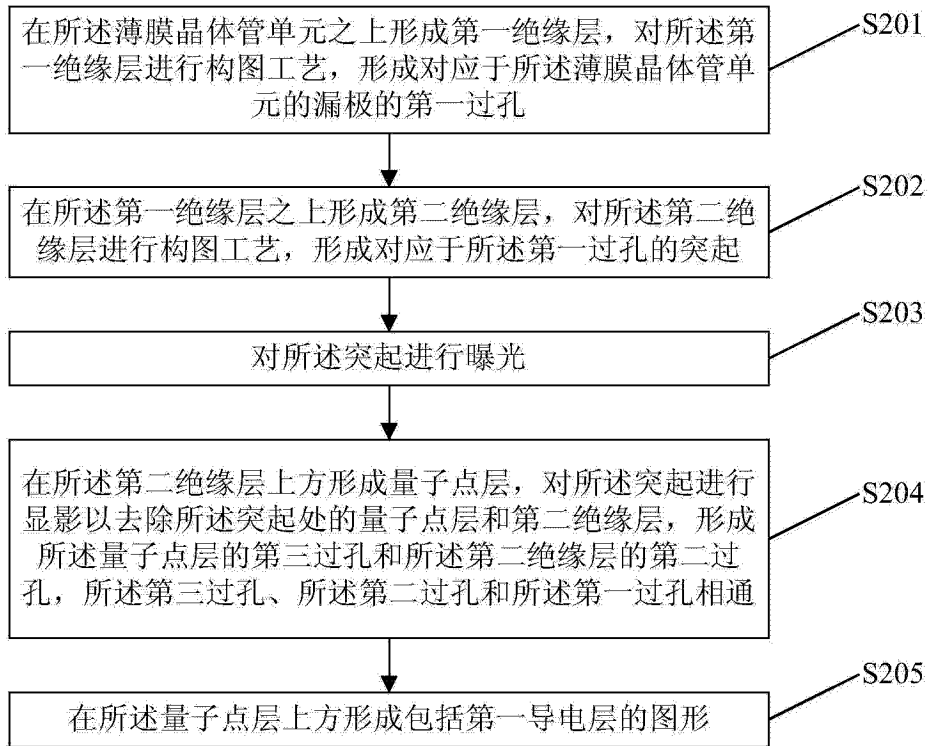 在所述薄膜晶体管单元之上形成第一绝缘层，对所述第
一绝缘层进行构图工艺，形成对应于所述薄膜晶体管单
元的漏极的第一过孔
S201
在所述第一绝缘层之上形成第二绝缘层，对所述第二绝
缘层进行构图工艺，形成对应于所述第一过孔的突起
S202
对所述突起进行曝光
S203
在所述第二绝缘层上方形成量子点层，对所述突起进行
显影以去除所述突起处的量子点层和第二绝缘层，形成
所述量子点层的第三过孔和所述第二绝缘层的第二过
孔，所述第三过孔、所述第二过孔和所述第一过孔相通
S204
在所述量子点层上方形成包括第一导电层的图形
S205